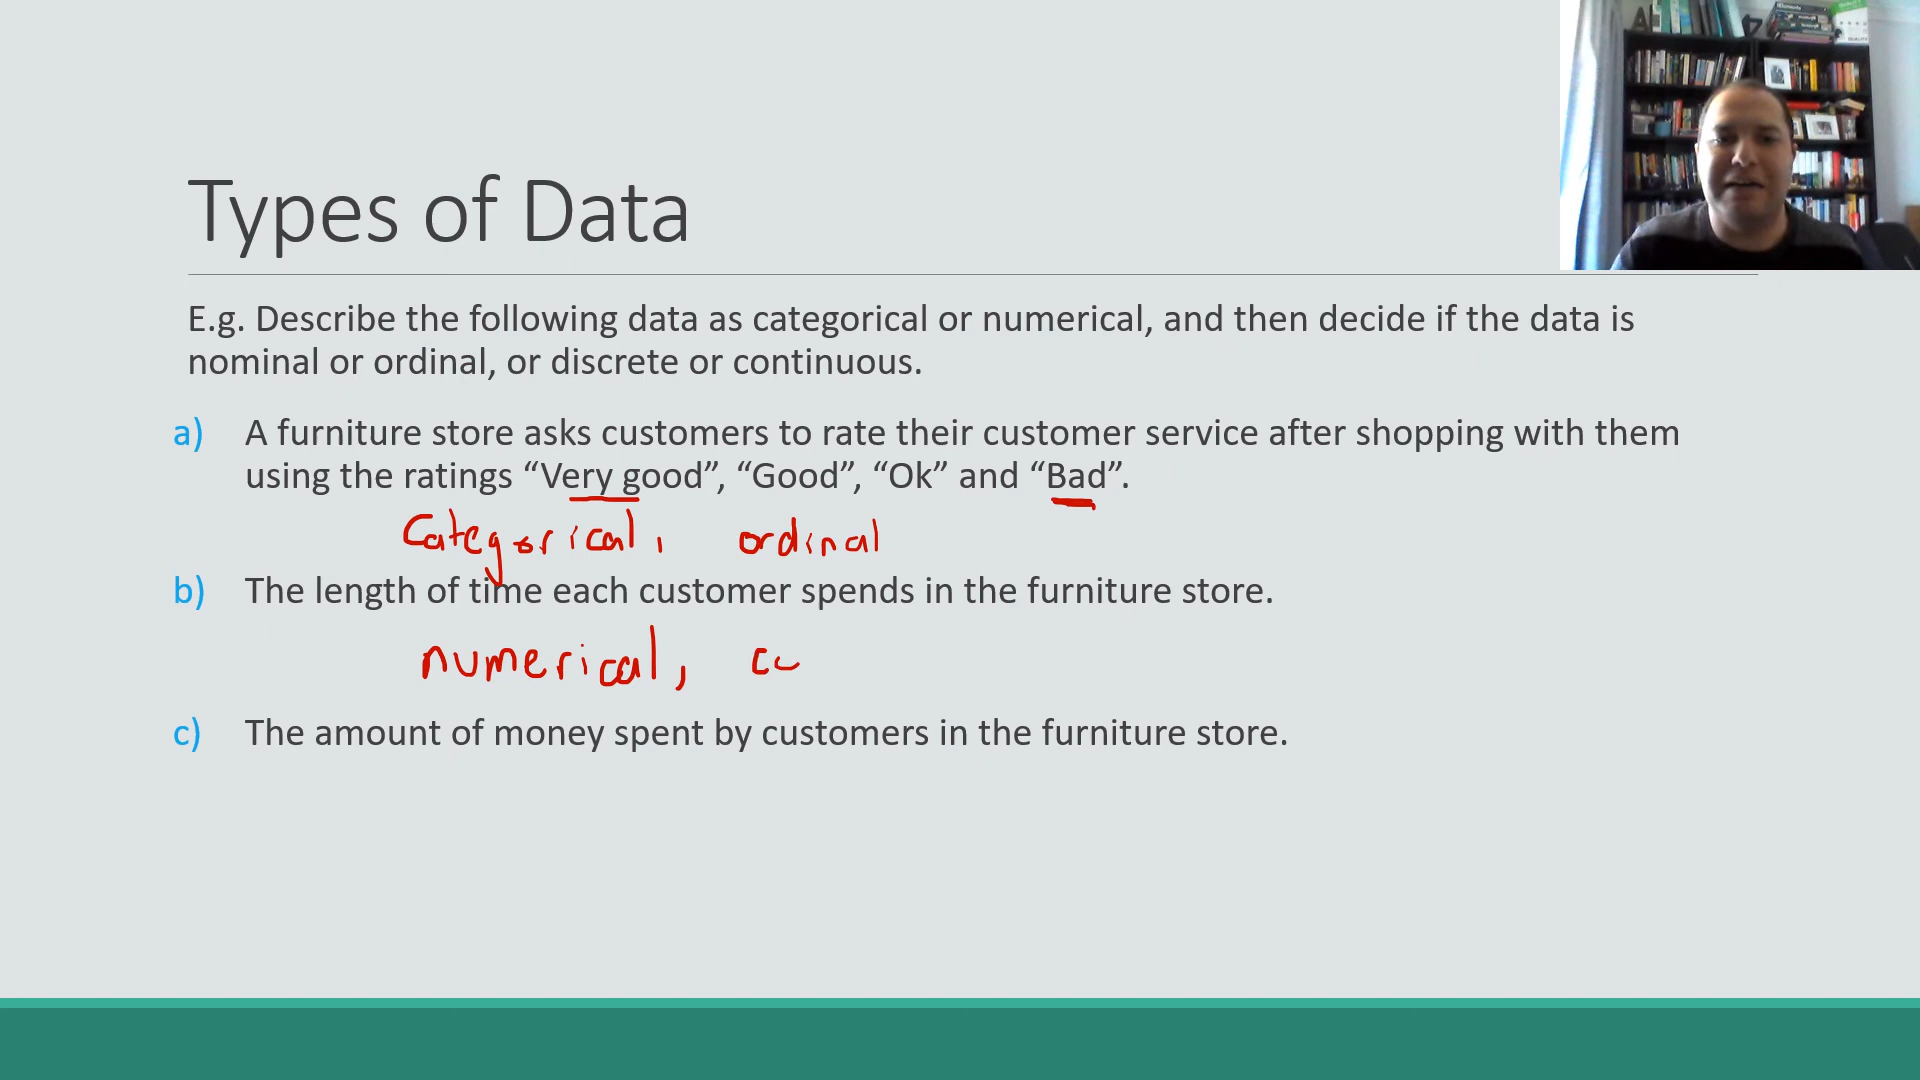 Types of Data
E.g. Describe the following data as categorical or numerical, and then decide if the data is
nominal or ordinal, or discrete or continuous.
a) A furniture store asks customers to rate their customer service after shopping with them
using the ratings “Very good”, “Good”, “Ok” and “Bad”.
Categorical, ordinal
b) The length of time each customer spends in the furniture store.
numerical, co
c) The amount of money spent by customers in the furniture store.